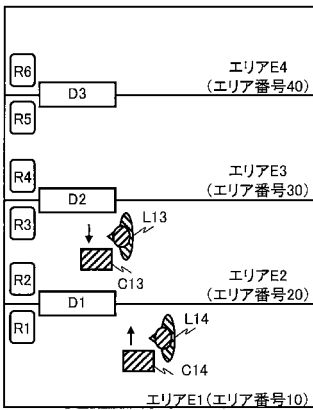 R6
エリアE4
(エリア番号40)
D3
R5
R4
エリアE3
(エリア番号30)
D2
R3
L13
C13
R2
エリアE2
(エリア番号20)
D1
R1
L14
C14
エリアE1(エリア番号10)